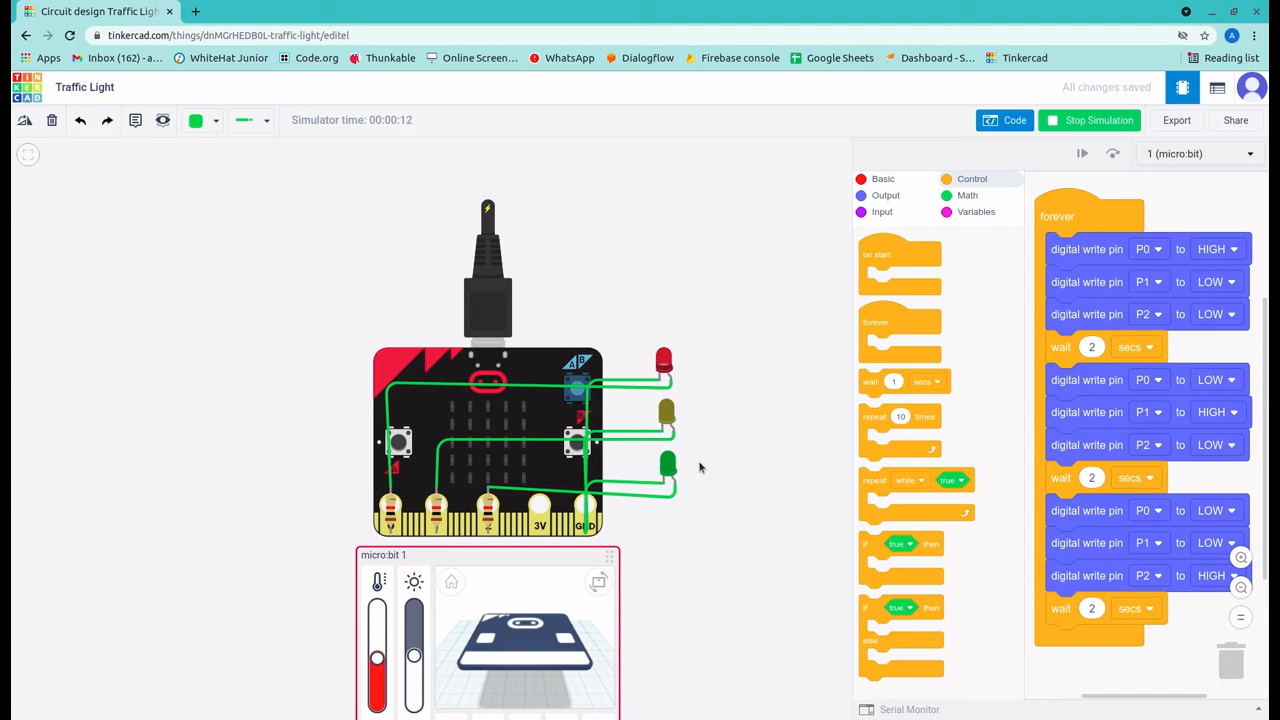 Circuit design Traffic Ligh
tinkercad.com/things/dnMGrHEDB0L-traffic-light/editel
A
Apps Inbox (162) – a... WhiteHat Junior Code.org Thunkable Online Screen... WhatsApp Dialogflow Firebase console Google Sheets Dashboard – S... Tinkercad Reading list
TIN
KER
CAD
Traffic Light
All changes saved
Simulator time: 00:00:12
Code
Stop Simulation
Export
Share
1 (micro:bit)
Basic
Control
Output
Math
Input
Variables
on start
forever
wait 1 secs
repeat 10 times
repeat while true
if true then
if true then
else
forever
digital write pin P0 to HIGH
digital write pin P1 to LOW
digital write pin P2 to LOW
wait 2 secs
digital write pin P0 to LOW
digital write pin P1 to HIGH
digital write pin P2 to LOW
wait 2 secs
digital write pin P0 to LOW
digital write pin P1 to LOW
digital write pin P2 to HIGH
wait 2 secs
A B
3V
GND
micro:bit 1
Serial Monitor